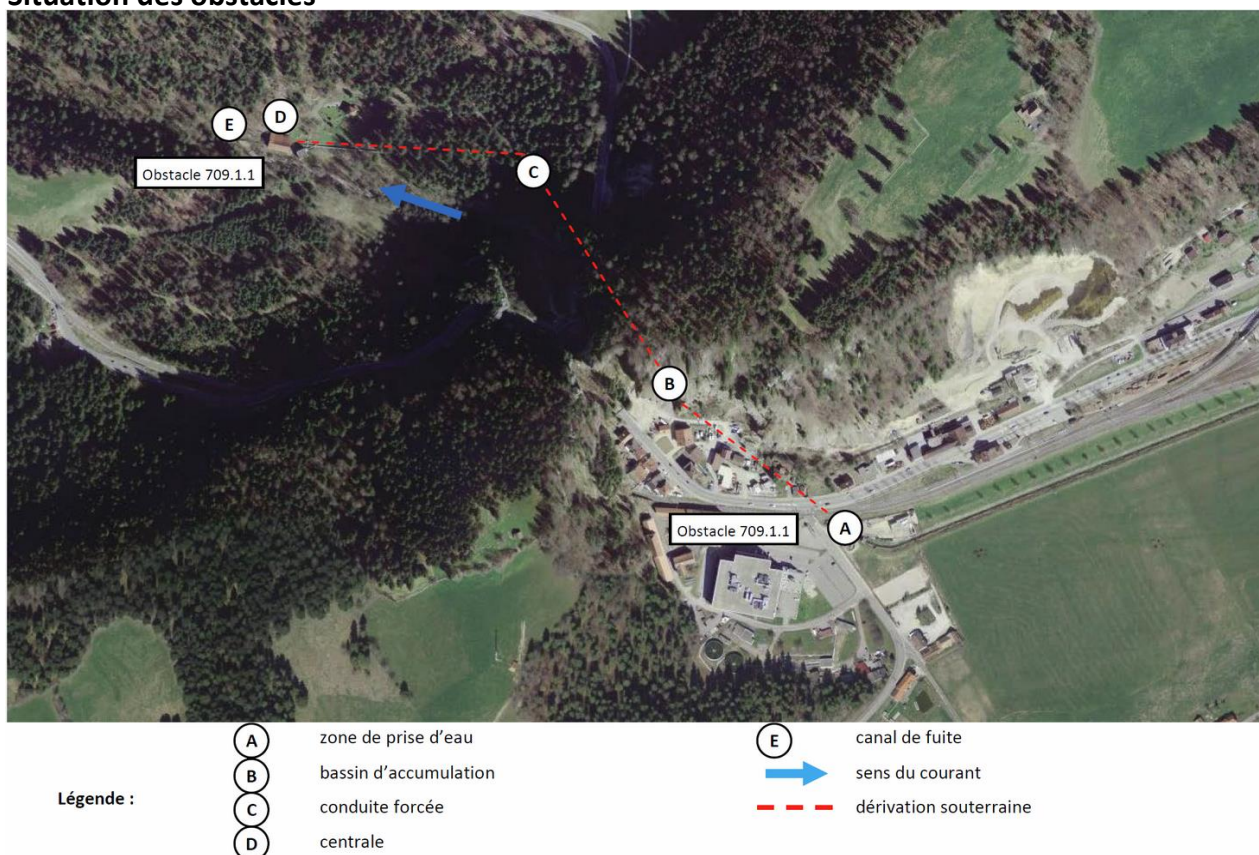 Situation des obstacles
E
D
Obstacle 709.1.1
C
B
A
Obstacle 709.1.1
A zone de prise d'eau
E canal de fuite
B bassin d'accumulation
sens du courant
Légende :
C conduite forcée
dérivation souterraine
D centrale